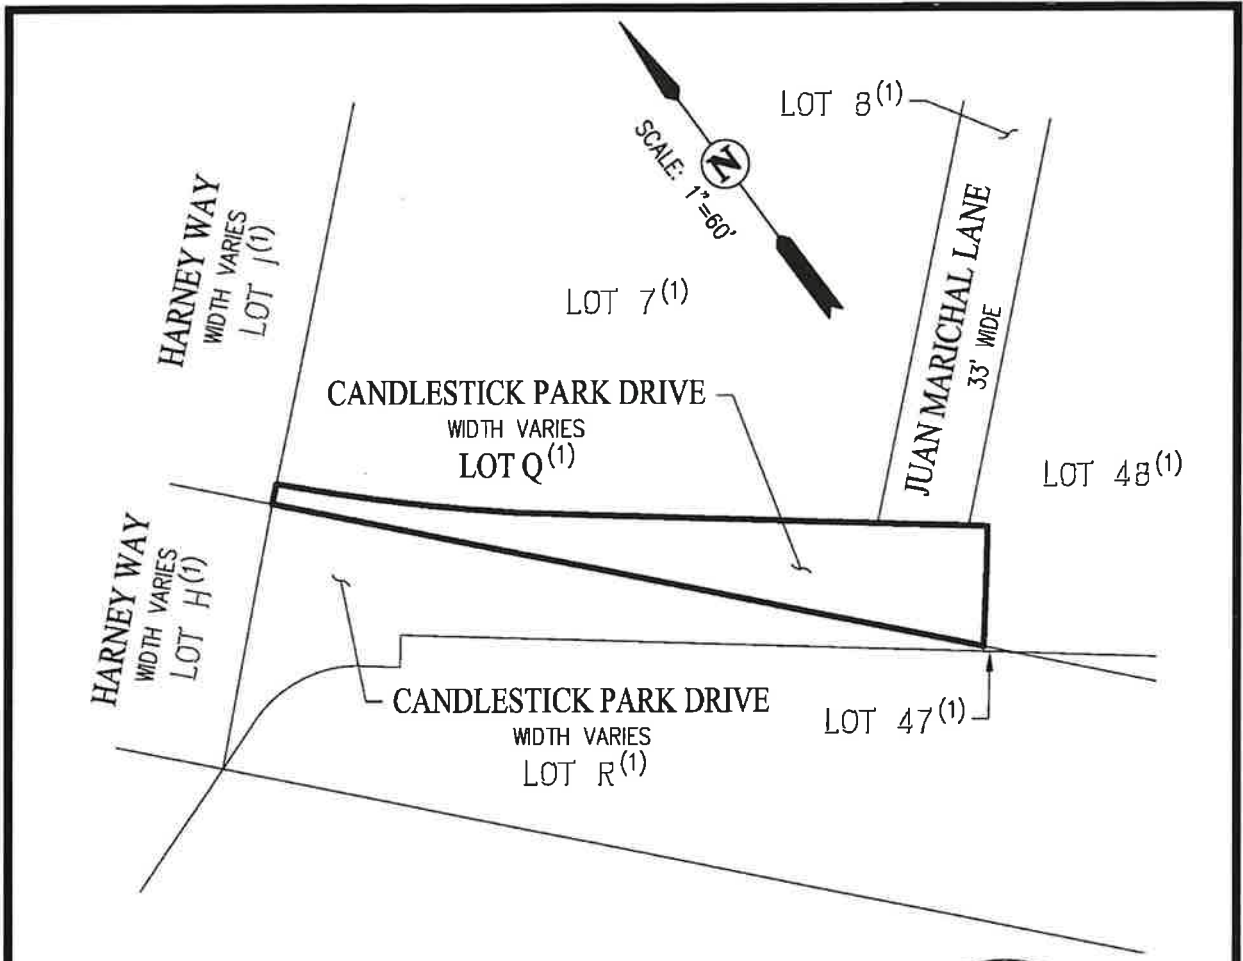 LOT 8(1)
N
SCALE: 1"=60'
HARNEY WAY
WIDTH VARIES
LOT I(1)
LOT 7(1)
JUAN MARICHAL LANE
33' WIDE
CANDLESTICK PARK DRIVE
WIDTH VARIES
LOT Q(1)
LOT 48(1)
HARNEY WAY
WIDTH VARIES
LOT H(1)
CANDLESTICK PARK DRIVE
WIDTH VARIES
LOT R(1)
LOT 47(1)